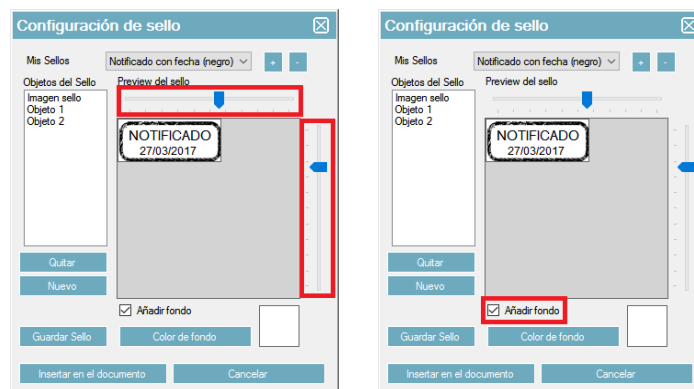 Configuración de sello
Mis Sellos Notificado con fecha (negro) + -
Objetos del Sello Preview del sello
Imagen sello
Objeto 1
Objeto 2
NOTIFICADO
27/03/2017
Quitar
Nuevo
Añadir fondo
Guardar Sello Color de fondo
Insertar en el documento Cancelar
Configuración de sello
Mis Sellos Notificado con fecha (negro) + -
Objetos del Sello Preview del sello
Imagen sello
Objeto 1
Objeto 2
NOTIFICADO
27/03/2017
Quitar
Nuevo
Añadir fondo
Guardar Sello Color de fondo
Insertar en el documento Cancelar